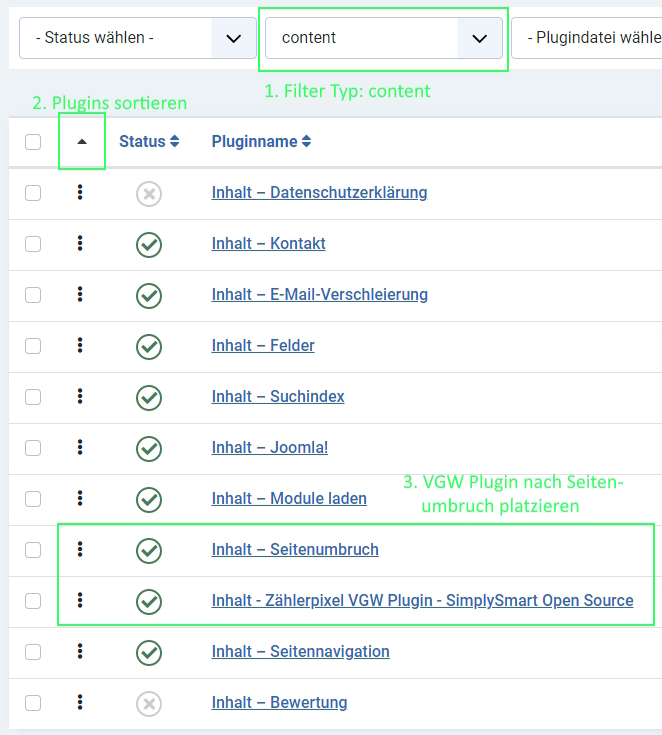 - Status wählen -
content
- Plugindatei wähle
1. Filter Typ: content
2. Plugins sortieren
Status
Pluginname
Inhalt – Datenschutzerklärung
Inhalt – Kontakt
Inhalt – E-Mail-Verschleierung
Inhalt – Felder
Inhalt – Suchindex
Inhalt – Joomla!
3. VGW Plugin nach Seiten-
umbruch platzieren
Inhalt – Module laden
Inhalt – Seitenumbruch
Inhalt - Zählerpixel VGW Plugin - SimplySmart Open Source
Inhalt – Seitennavigation
Inhalt – Bewertung